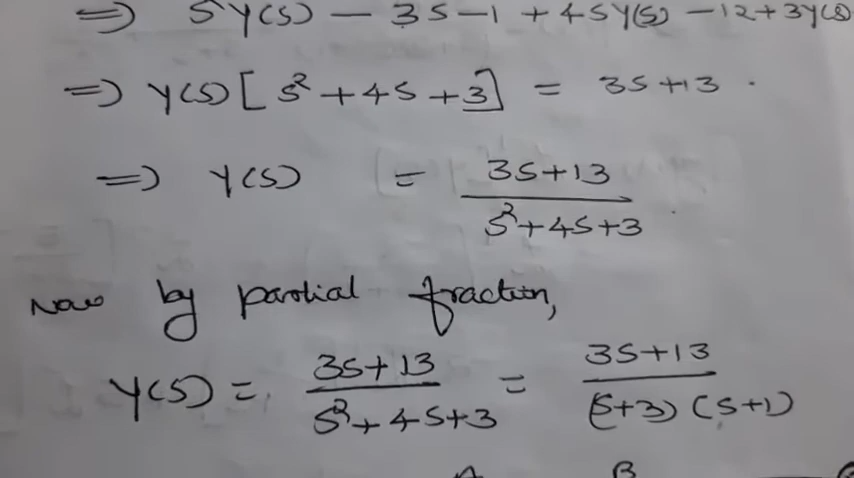 ⇒ S²Y(S) − 3S − 1 + 4SY(S) − 12 + 3Y(S)
⇒ Y(S) [S² + 4S + 3] = 3S + 13.
⇒ Y(S) = (3S + 13) / (S² + 4S + 3)
Now by partial fraction,
Y(S) = (3S + 13) / (S² + 4S + 3) = (3S + 13) / (S+3) (S+1)
A B